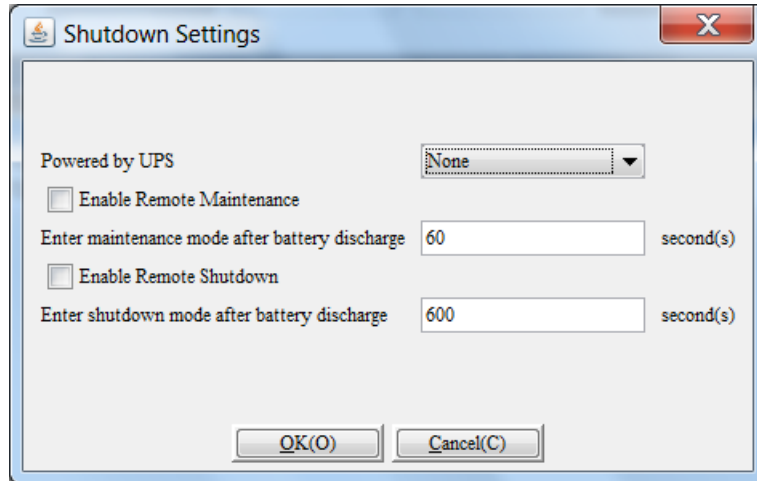 Shutdown Settings
Powered by UPS None
Enable Remote Maintenance
Enter maintenance mode after battery discharge 60 second(s)
Enable Remote Shutdown
Enter shutdown mode after battery discharge 600 second(s)
OK(O) Cancel(C)